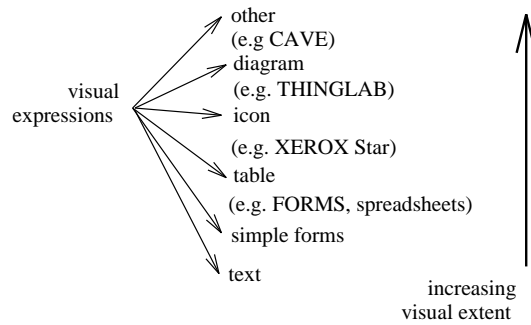 other
(e.g CAVE)
diagram
(e.g. THINGLAB)
visual
expressions
icon
(e.g. XEROX Star)
table
(e.g. FORMS, spreadsheets)
simple forms
text
increasing
visual extent